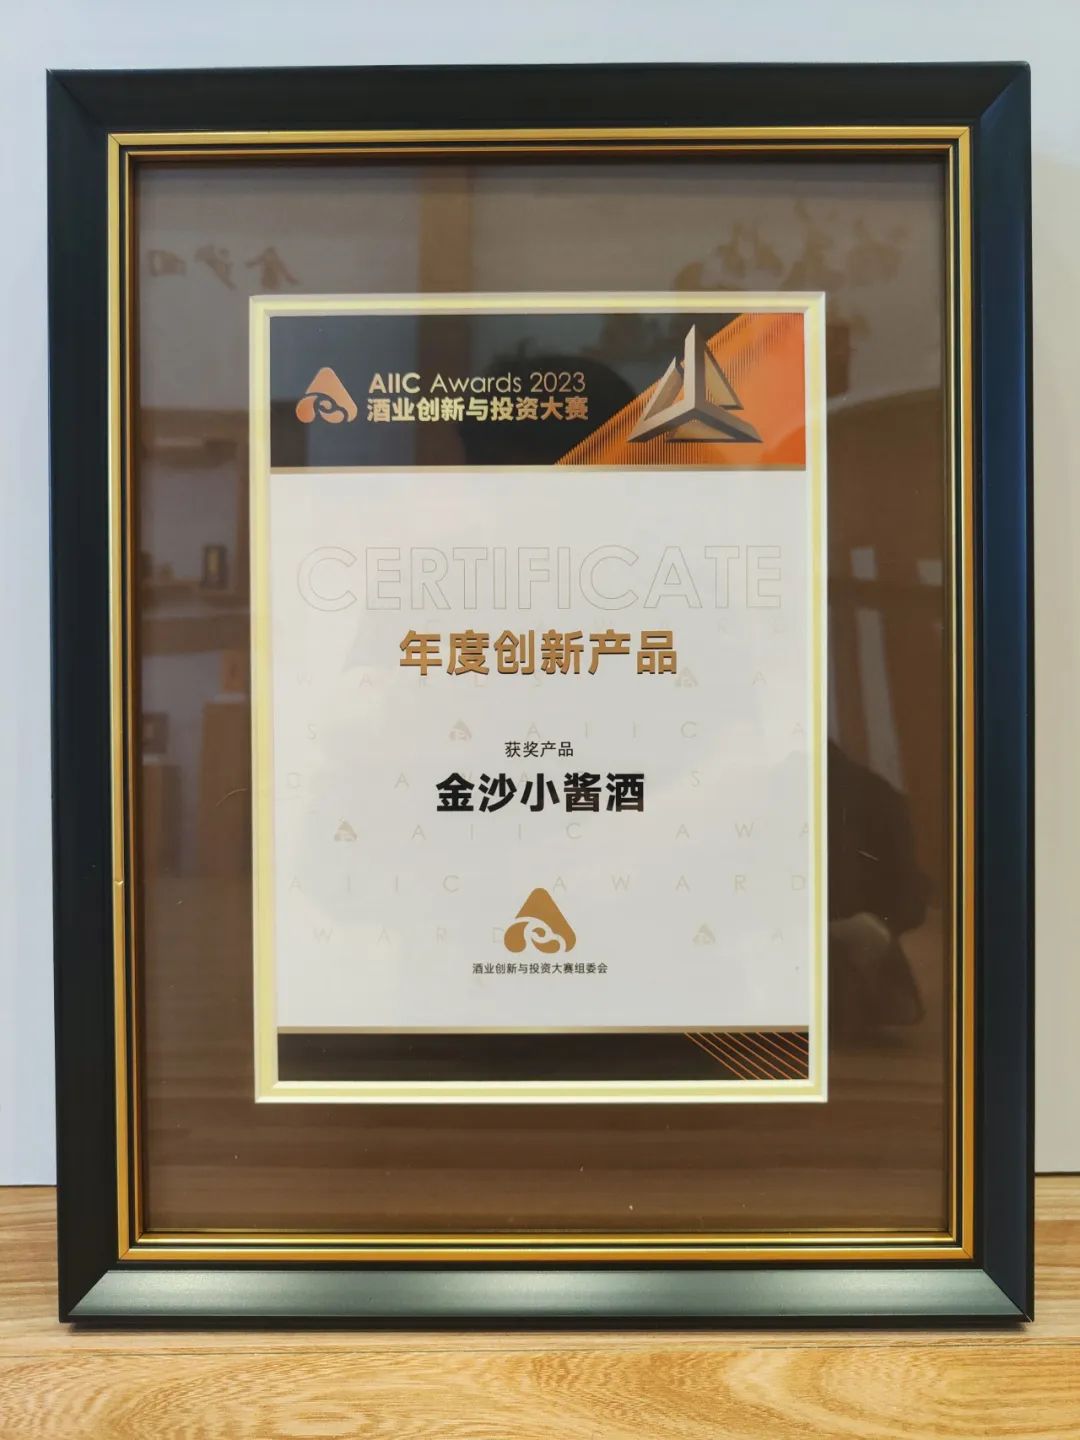 AIIC Awards 2023
酒业创新与投资大赛
CERTIFICATE
年度创新产品
获奖产品
金沙小酱酒
酒业创新与投资大赛组委会